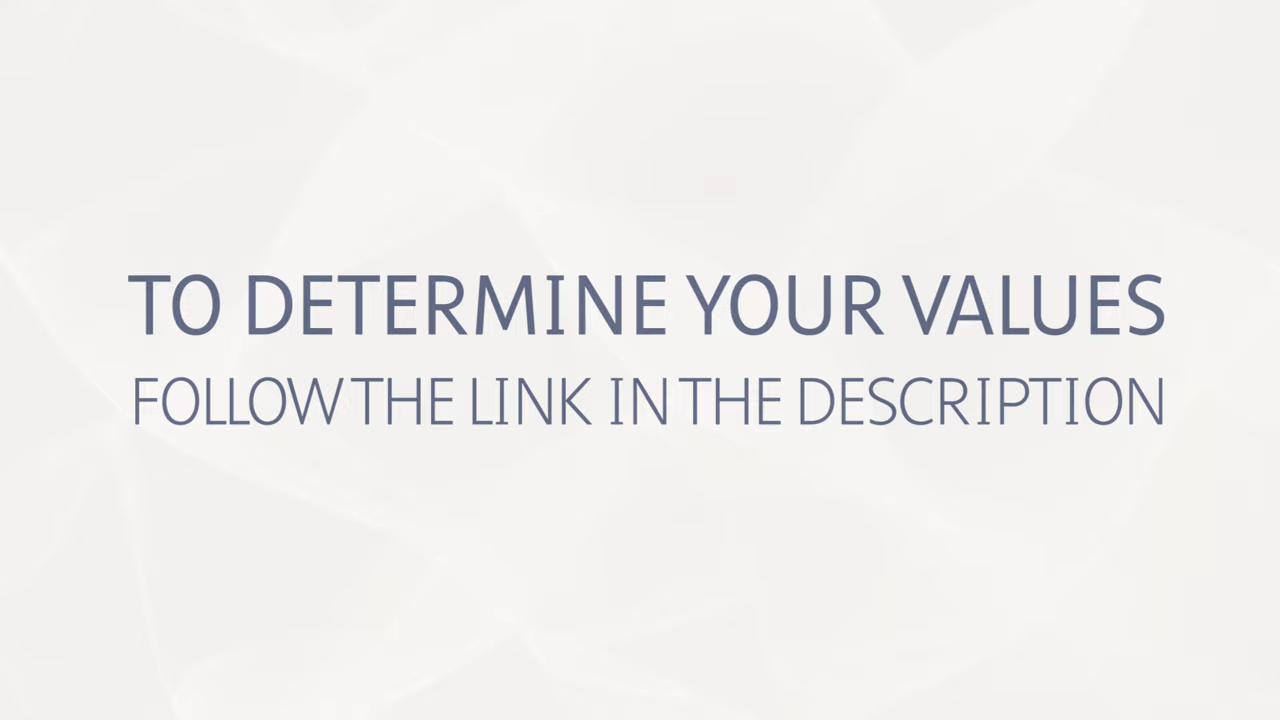 TO DETERMINE YOUR VALUES
FOLLOW THE LINK IN THE DESCRIPTION